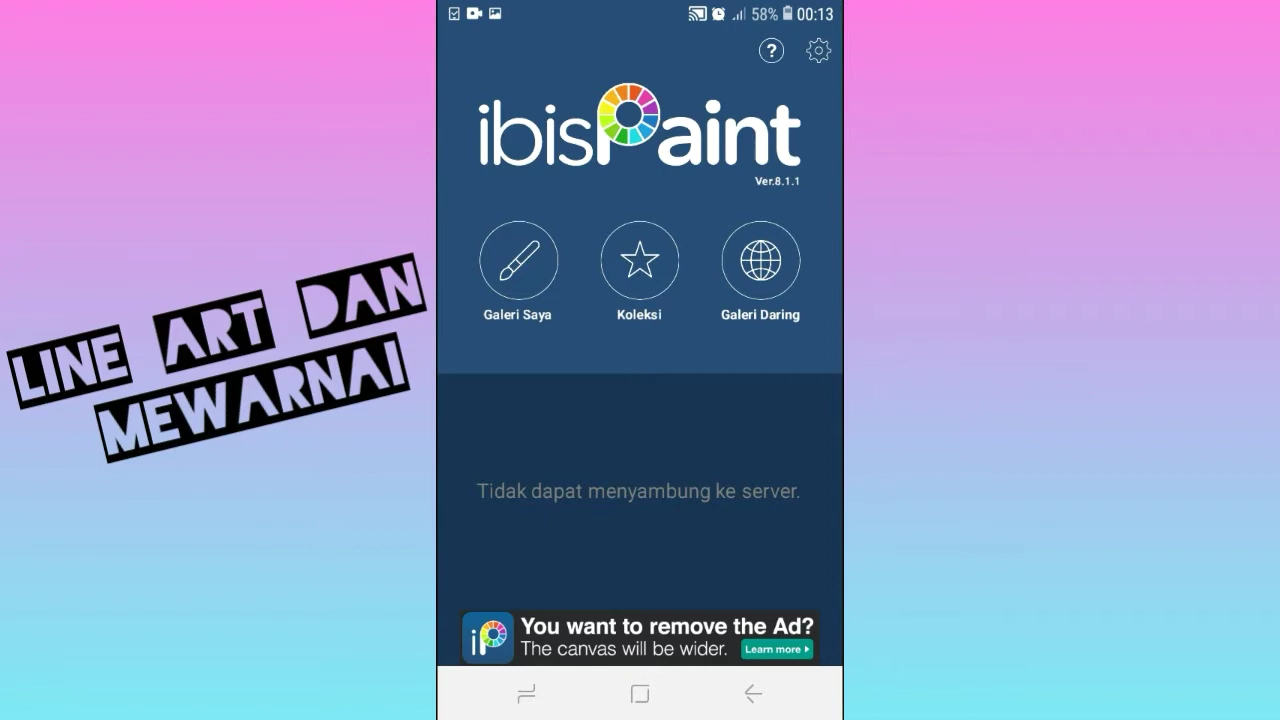 58% 00:13
?
ibisPaint
Ver.8.1.1
Galeri Saya Koleksi Galeri Daring
LINE ART DAN
MEWARNAI
Tidak dapat menyambung ke server.
iP
You want to remove the Ad?
The canvas will be wider. Learn more